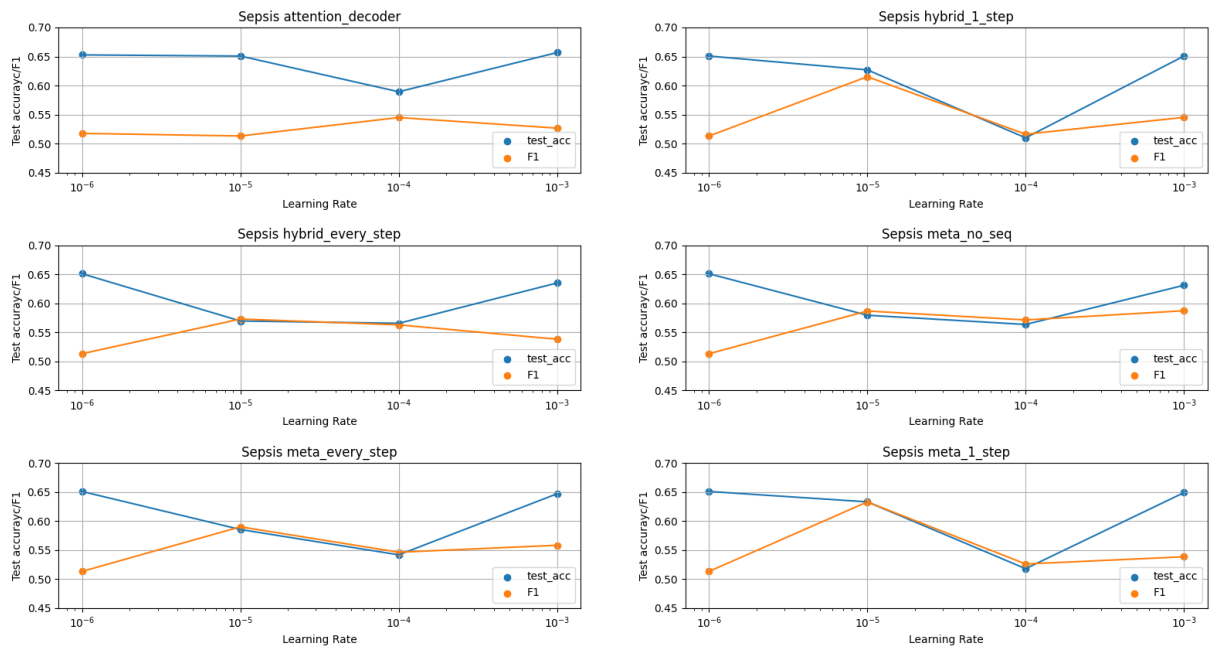 Sepsis attention_decoder
Test accurayc/F1
0.70
0.65
0.60
0.55
0.50
0.45
10⁻⁶
10⁻⁵
10⁻⁴
10⁻³
Learning Rate
test_acc
F1
Sepsis hybrid_1_step
Test accurayc/F1
0.70
0.65
0.60
0.55
0.50
0.45
10⁻⁶
10⁻⁵
10⁻⁴
10⁻³
Learning Rate
test_acc
F1
Sepsis hybrid_every_step
Test accurayc/F1
0.70
0.65
0.60
0.55
0.50
0.45
10⁻⁶
10⁻⁵
10⁻⁴
10⁻³
Learning Rate
test_acc
F1
Sepsis meta_no_seq
Test accurayc/F1
0.70
0.65
0.60
0.55
0.50
0.45
10⁻⁶
10⁻⁵
10⁻⁴
10⁻³
Learning Rate
test_acc
F1
Sepsis meta_every_step
Test accurayc/F1
0.70
0.65
0.60
0.55
0.50
0.45
10⁻⁶
10⁻⁵
10⁻⁴
10⁻³
Learning Rate
test_acc
F1
Sepsis meta_1_step
Test accurayc/F1
0.70
0.65
0.60
0.55
0.50
0.45
10⁻⁶
10⁻⁵
10⁻⁴
10⁻³
Learning Rate
test_acc
F1